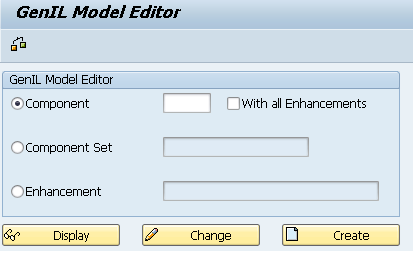 GenIL Model Editor
GenIL Model Editor
Component With all Enhancements
Component Set
Enhancement
Display Change Create